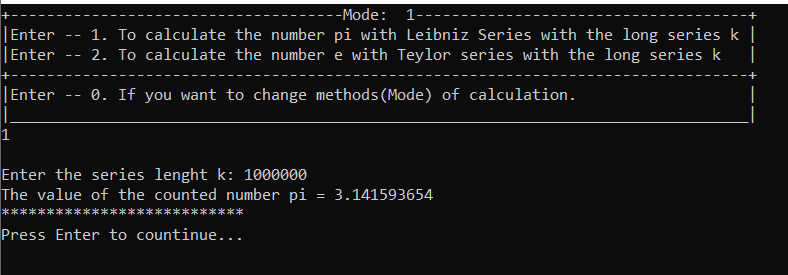 +-------------------------------------Mode:  1-------------------------------------+
|Enter -- 1. To calculate the number pi with Leibniz Series with the long series k |
|Enter -- 2. To calculate the number e with Teylor series with the long series k   |
+----------------------------------------------------------------------------------+
|Enter -- 0. If you want to change methods(Mode) of calculation.                   |
|__________________________________________________________________________________|
1
Enter the series lenght k: 1000000
The value of the counted number pi = 3.141593654
***************************
Press Enter to countinue...